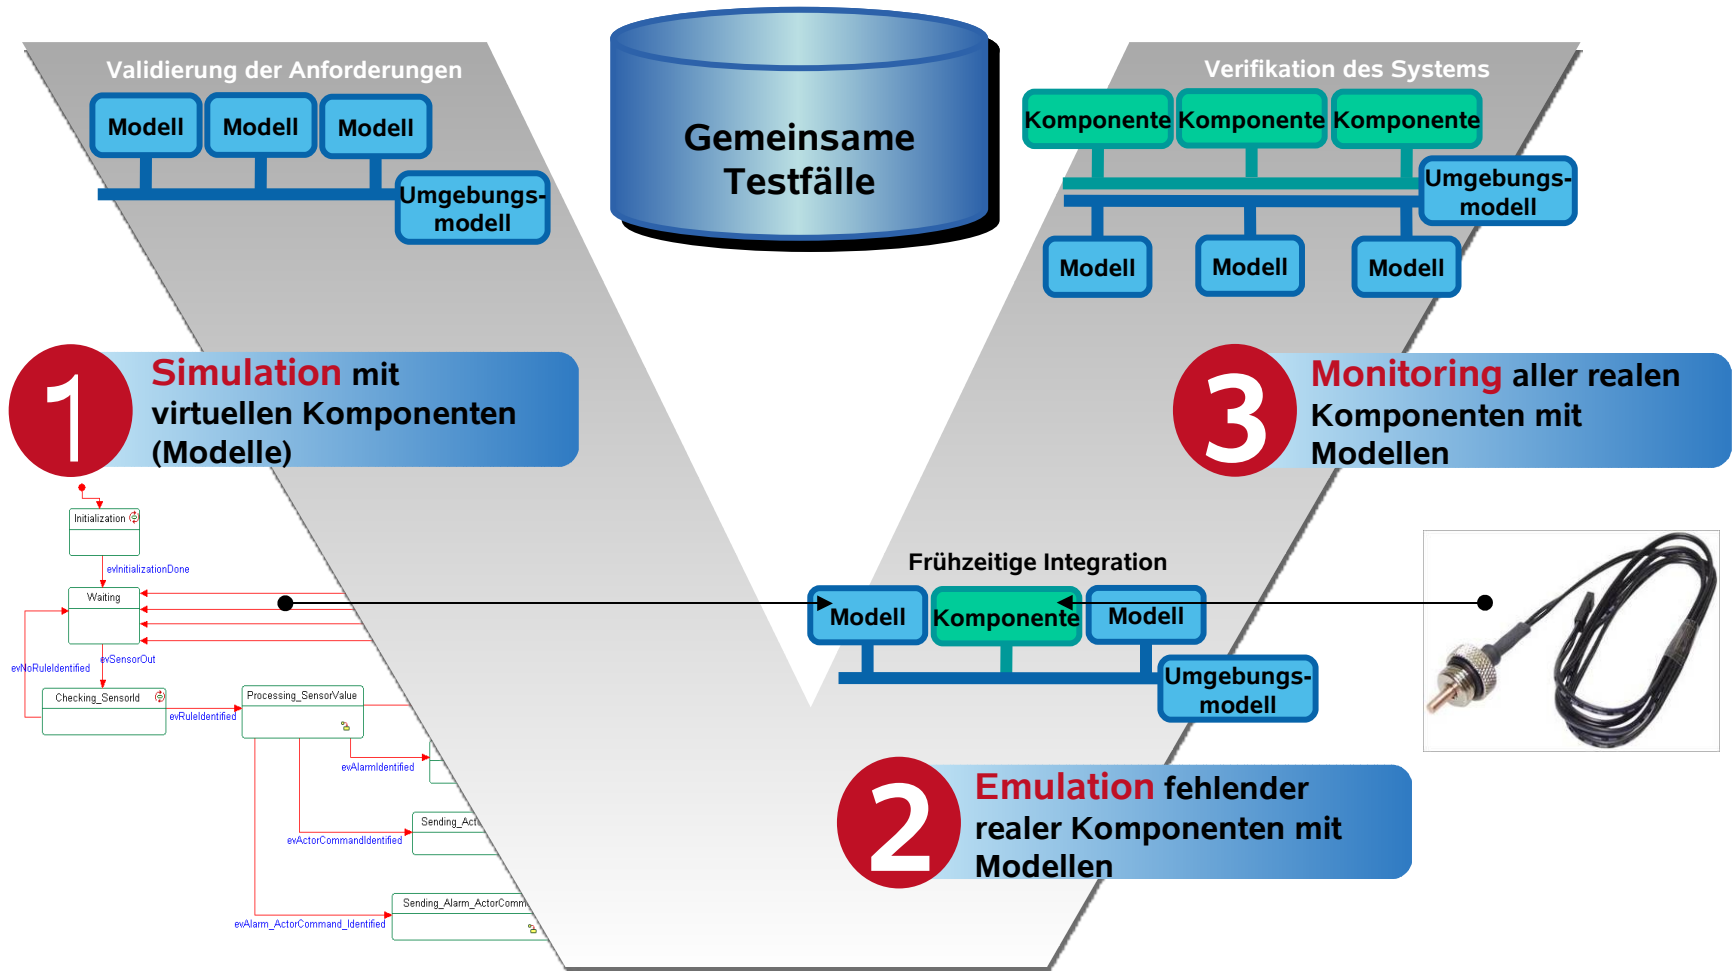 Validierung der Anforderungen
Modell
Modell
Modell
Umgebungs-
modell
Gemeinsame
Testfälle
Verifikation des Systems
Komponente
Komponente
Komponente
Umgebungs-
modell
Modell
Modell
Modell
1
Simulation mit
virtuellen Komponenten
(Modelle)
3
Monitoring aller realen
Komponenten mit
Modellen
Initialization
evInitializationDone
Waiting
evNoRuleIdentified
evSensorOut
Checking_SensorId
evRuleIdentified
Processing_SensorValue
evAlarmIdentified
Sending_Act
evActorCommandIdentified
Sending_Alarm_ActorComm
evAlarm_ActorCommand_Identified
Frühzeitige Integration
Modell
Komponente
Modell
Umgebungs-
modell
2
Emulation fehlender
realer Komponenten mit
Modellen